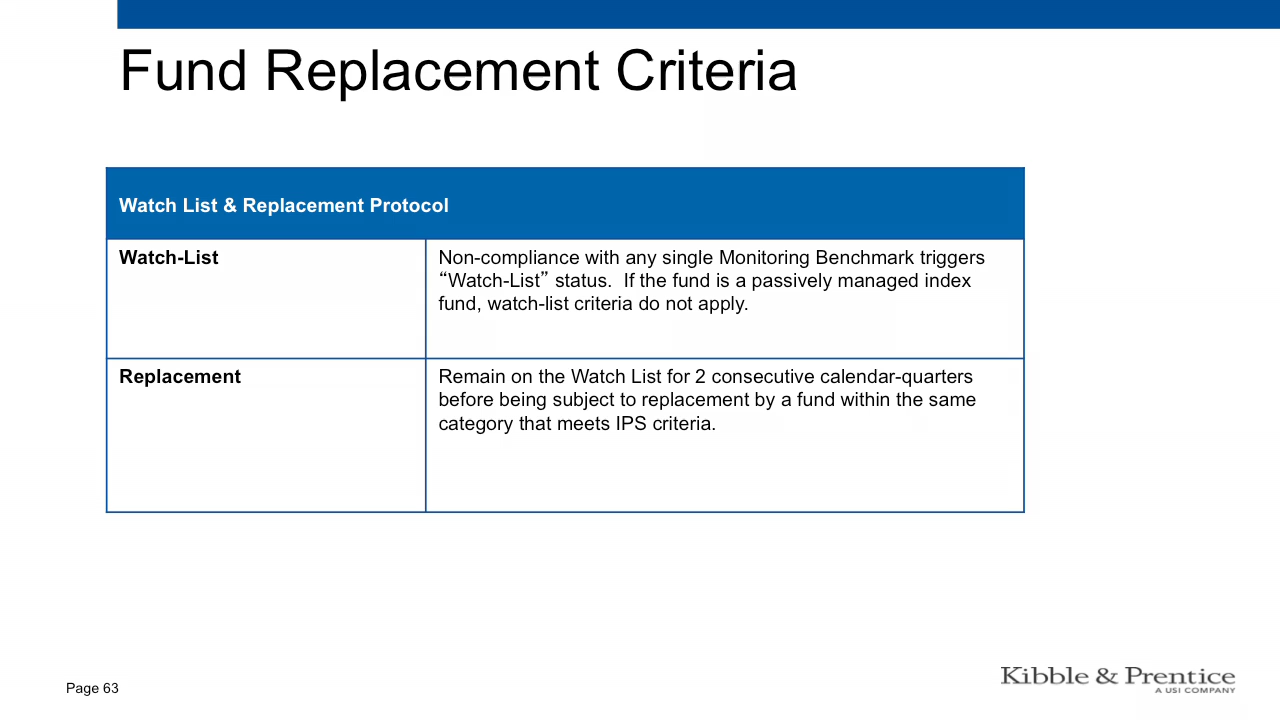 Fund Replacement Criteria
Watch List & Replacement Protocol
Watch-List
Non-compliance with any single Monitoring Benchmark triggers
“Watch-List” status.  If the fund is a passively managed index
fund, watch-list criteria do not apply.
Replacement
Remain on the Watch List for 2 consecutive calendar-quarters
before being subject to replacement by a fund within the same
category that meets IPS criteria.
Page 63
Kibble & Prentice
A USI COMPANY